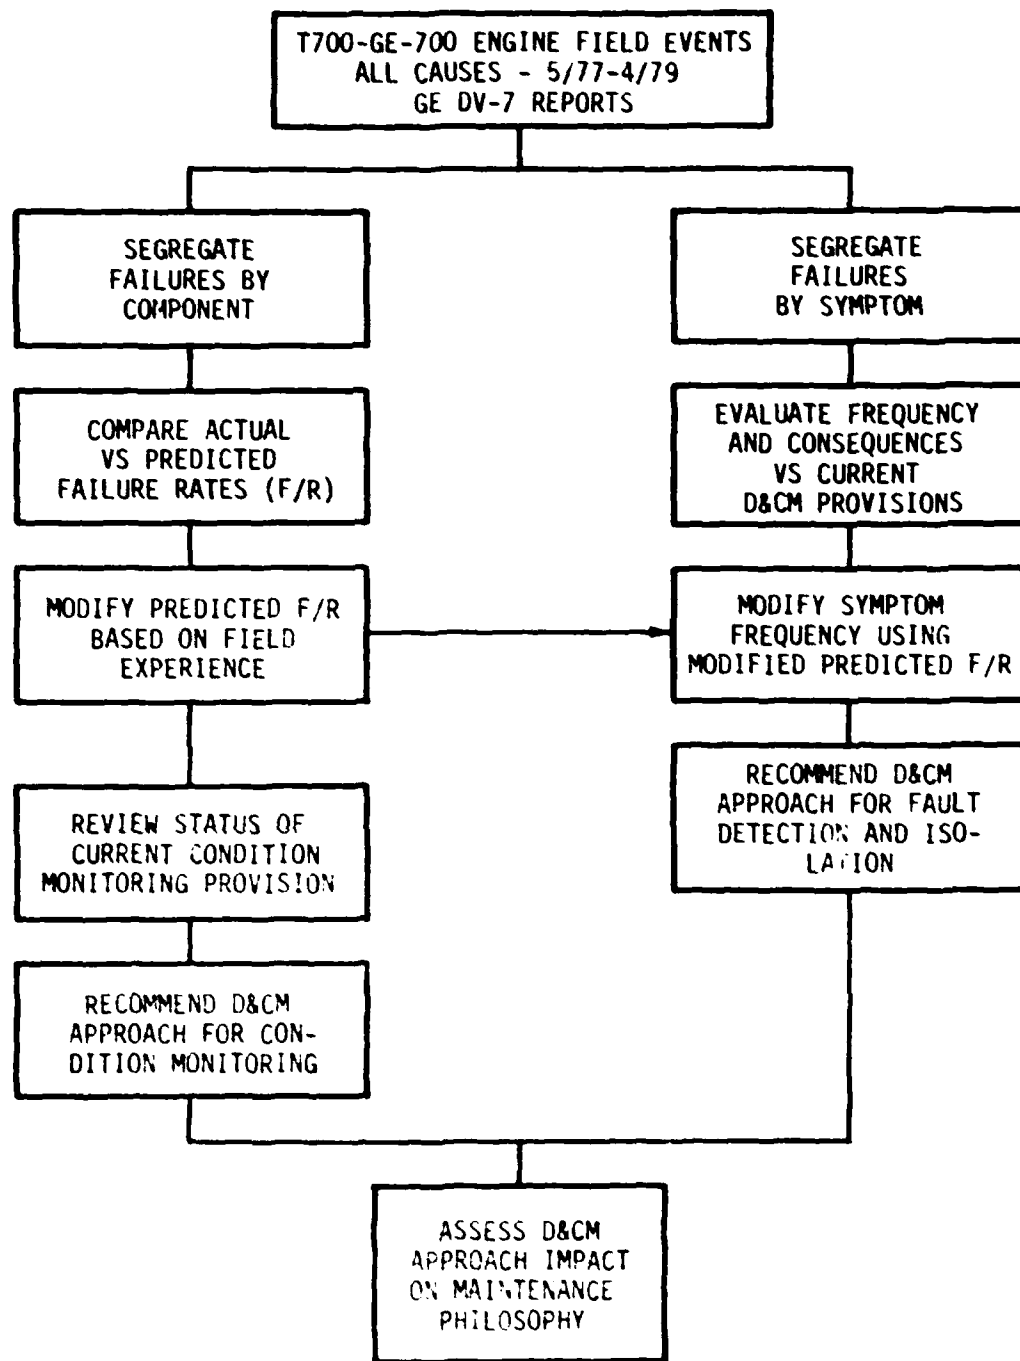 T700-GE-700 ENGINE FIELD EVENTS
ALL CAUSES - 5/77-4/79
GE DV-7 REPORTS
SEGREGATE
FAILURES BY
COMPONENT
COMPARE ACTUAL
VS PREDICTED
FAILURE RATES (F/R)
MODIFY PREDICTED F/R
BASED ON FIELD
EXPERIENCE
REVIEW STATUS OF
CURRENT CONDITION
MONITORING PROVISION
RECOMMEND D&CM
APPROACH FOR CON-
DITION MONITORING
SEGREGATE
FAILURES
BY SYMPTOM
EVALUATE FREQUENCY
AND CONSEQUENCES
VS CURRENT
D&CM PROVISIONS
MODIFY SYMPTOM
FREQUENCY USING
MODIFIED PREDICTED F/R
RECOMMEND D&CM
APPROACH FOR FAULT
DETECTION AND ISO-
LATION
ASSESS D&CM
APPROACH IMPACT
ON MAINTENANCE
PHILOSOPHY